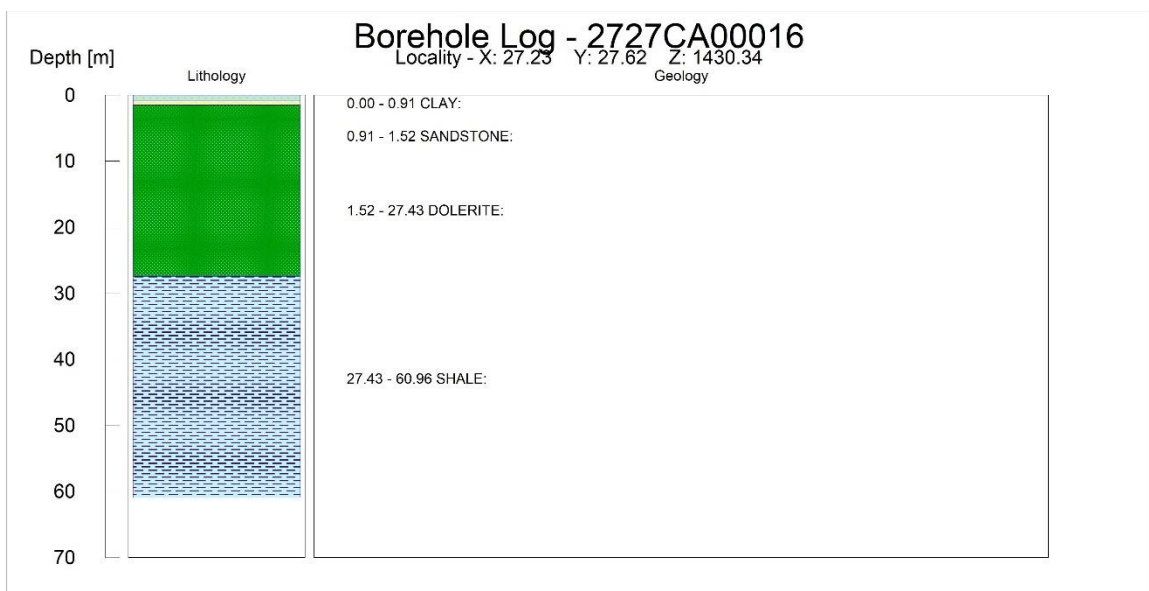 Borehole Log - 2727CA00016
Locality - X: 27.23 Y: 27.62 Z: 1430.34
Depth [m]
Lithology
Geology
0
0.00 - 0.91 CLAY:
0.91 - 1.52 SANDSTONE:
10
1.52 - 27.43 DOLERITE:
20
30
40
27.43 - 60.96 SHALE:
50
60
70